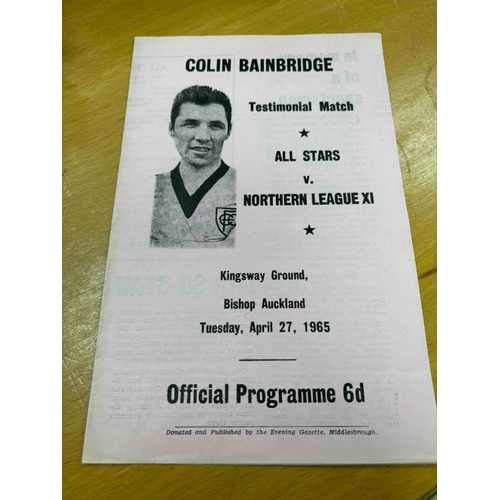 COLIN BAINBRIDGE
Testimonial Match
★
ALL STARS
v.
NORTHERN LEAGUE XI
★
Kingsway Ground,
Bishop Auckland
Tuesday, April 27, 1965
Official Programme 6d
Donated and Published by the Evening Gazette, Middlesbrough.